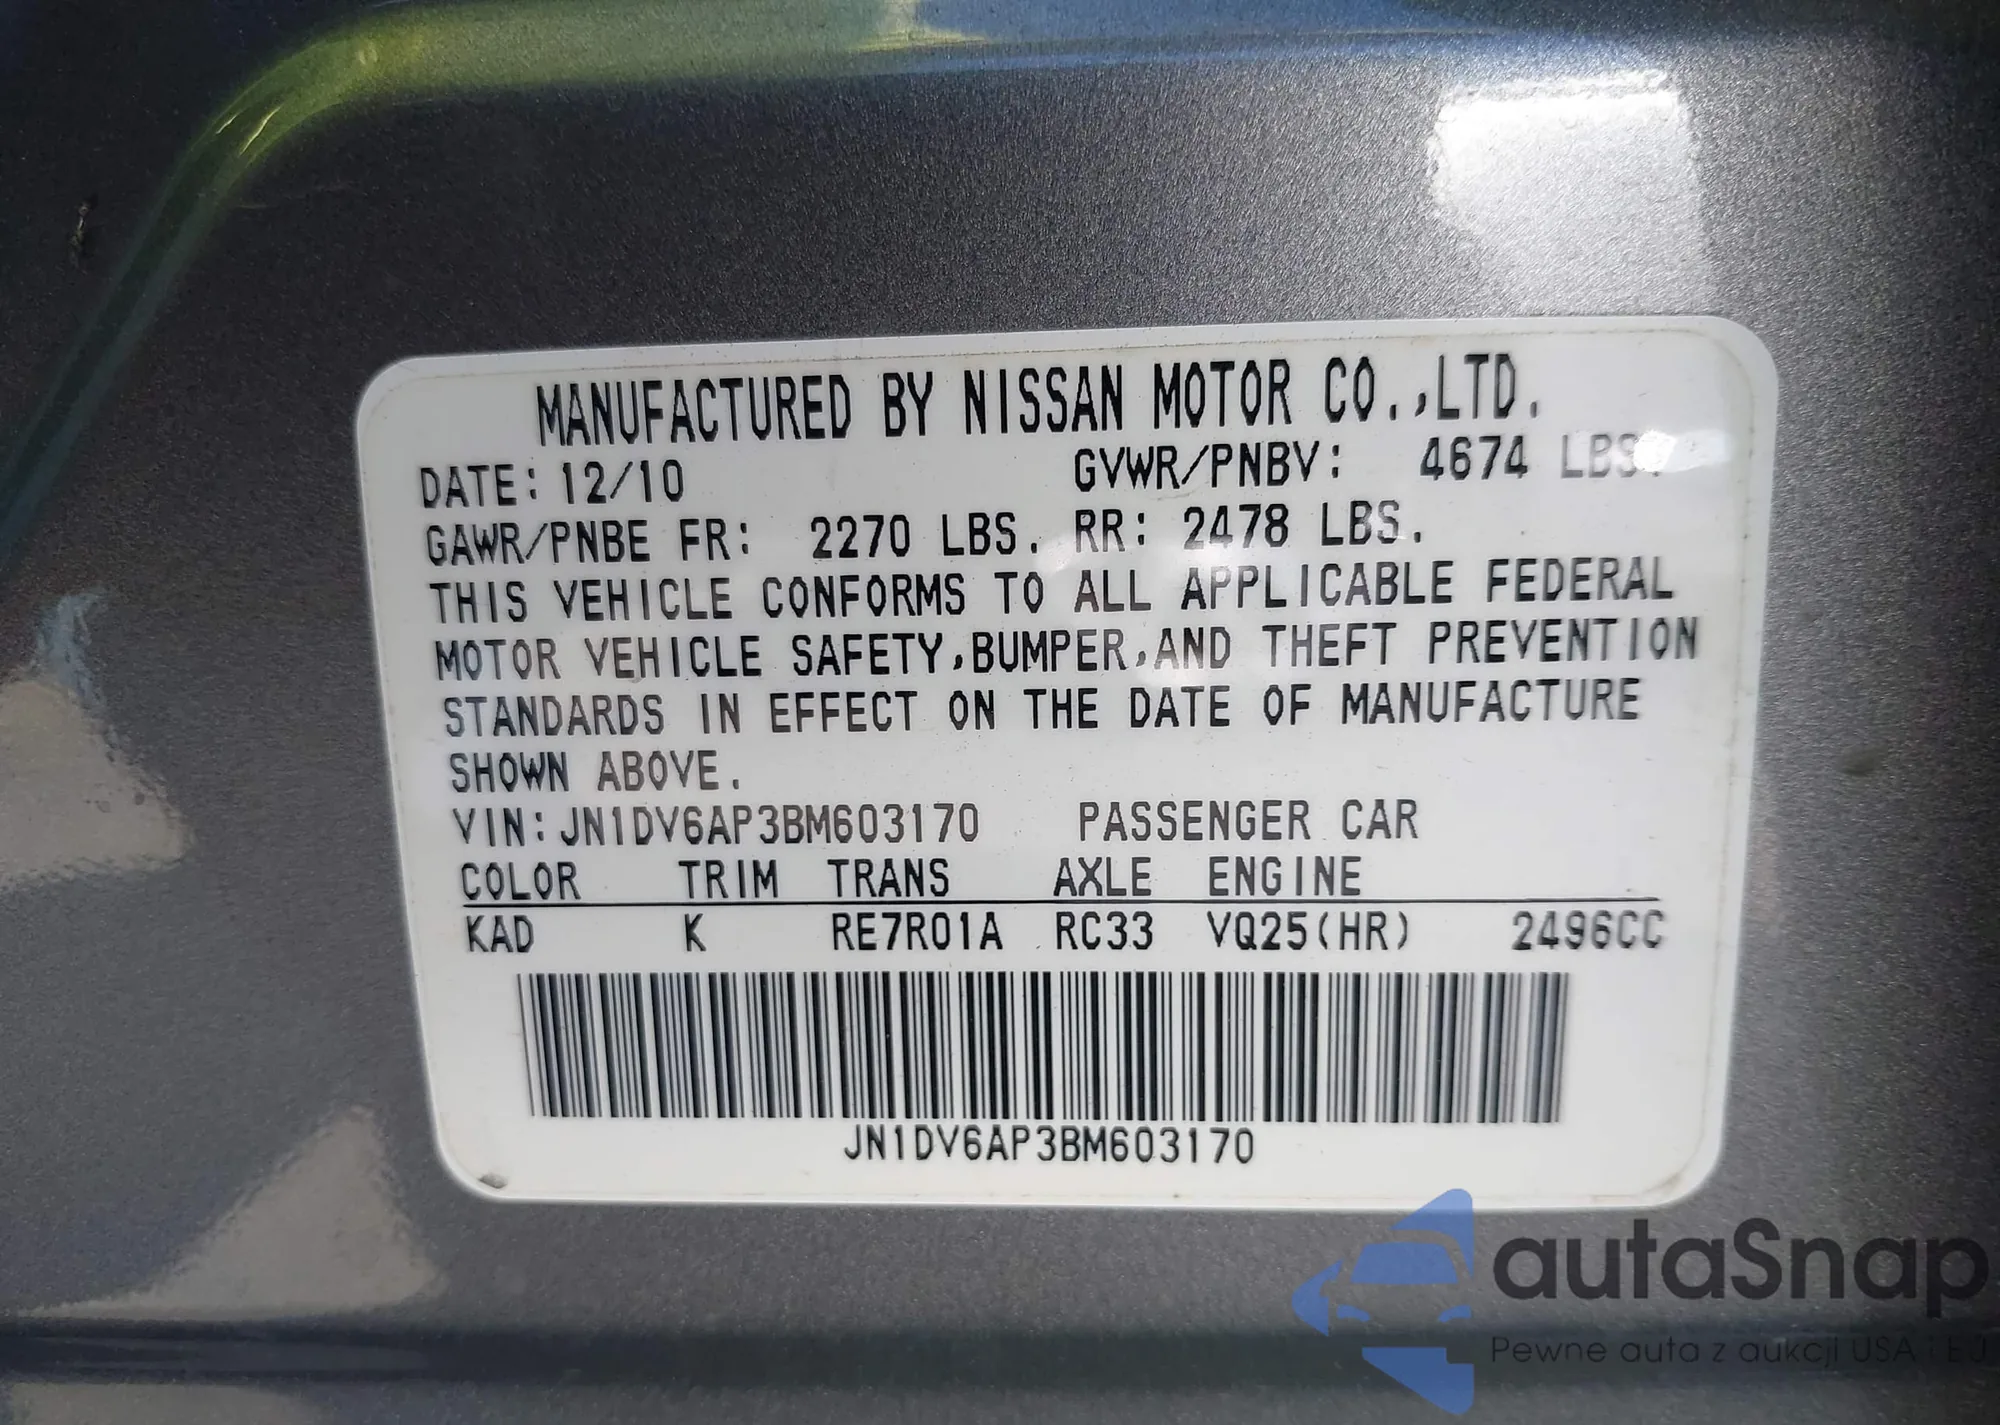 MANUFACTURED BY NISSAN MOTOR CO.,LTD.
DATE: 12/10 GVWR/PNBV: 4674 LBS.
GAWR/PNBE FR: 2270 LBS. RR: 2478 LBS.
THIS VEHICLE CONFORMS TO ALL APPLICABLE FEDERAL
MOTOR VEHICLE SAFETY,BUMPER,AND THEFT PREVENTION
STANDARDS IN EFFECT ON THE DATE OF MANUFACTURE
SHOWN ABOVE.
VIN: JN1DV6AP3BM603170 PASSENGER CAR
COLOR TRIM TRANS AXLE ENGINE
KAD K RE7R01A RC33 VQ25(HR) 2496CC
JN1DV6AP3BM603170
autaSnap
Pewne auta z aukcji USA i EU